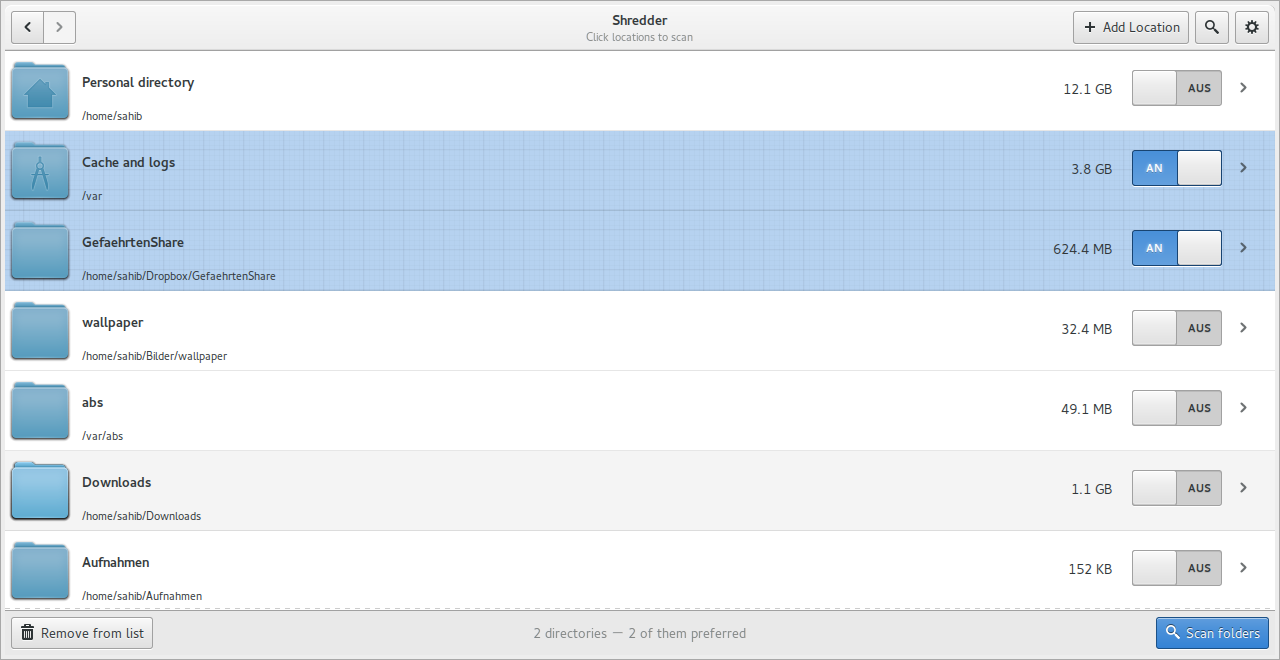 Shredder
Click locations to scan
Add Location
Personal directory
/home/sahib
12.1 GB
AUS
Cache and logs
/var
3.8 GB
AN
GefaehrtenShare
/home/sahib/Dropbox/GefaehrtenShare
624.4 MB
AN
wallpaper
/home/sahib/Bilder/wallpaper
32.4 MB
AUS
abs
/var/abs
49.1 MB
AUS
Downloads
/home/sahib/Downloads
1.1 GB
AUS
Aufnahmen
/home/sahib/Aufnahmen
152 KB
AUS
Remove from list
2 directories — 2 of them preferred
Scan folders